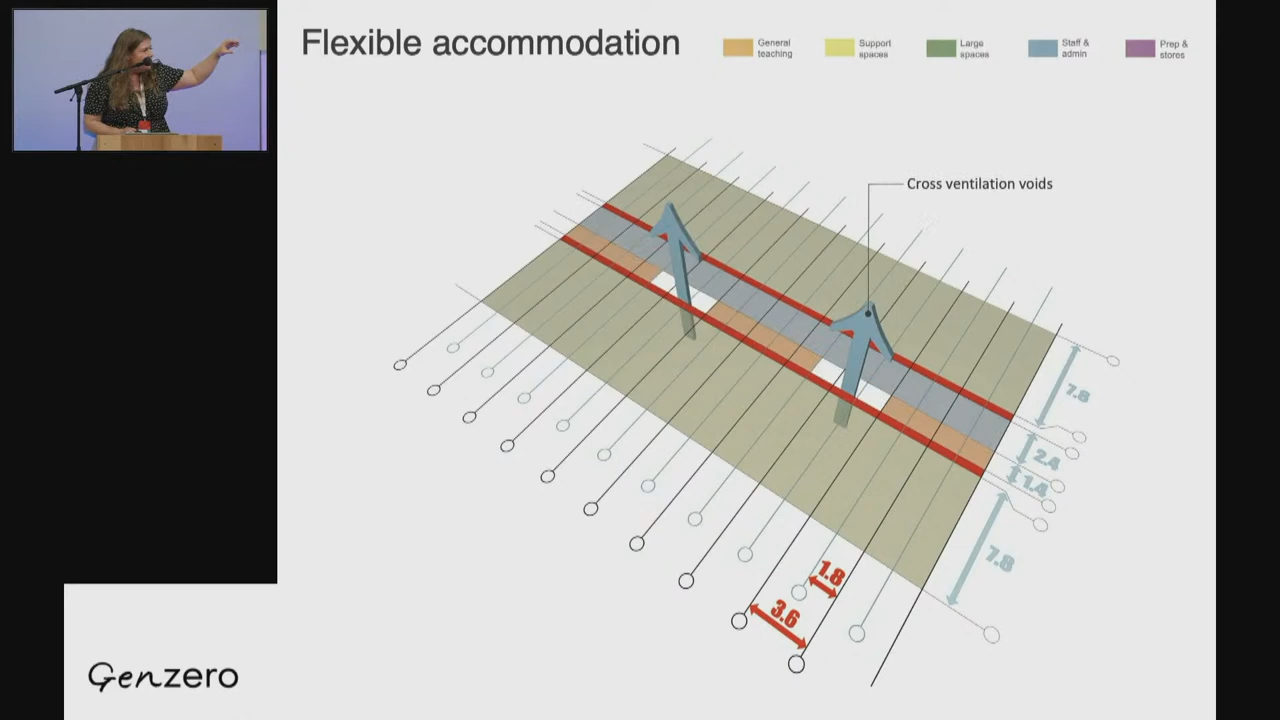 Flexible accommodation
General
teaching
Support
spaces
Large
spaces
Staff &
admin
Prep &
stores
Cross ventilation voids
7.8
2.4
1.4
7.8
1.8
3.6
Genzero